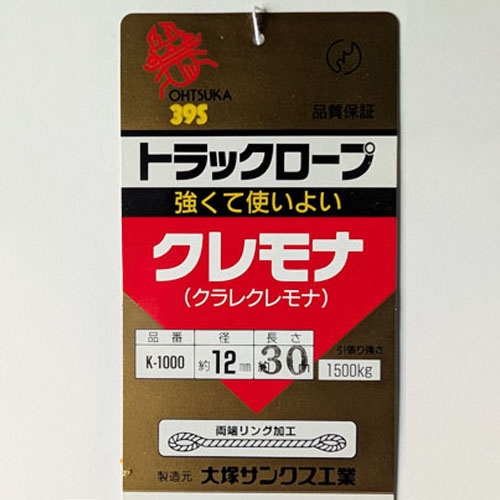 OHTSUKA
39S
品質保証
トラックロープ
強くて使いよい
クレモナ
(クラレクレモナ)
品番 径 長さ 引張り強さ
K-1000 約12mm 約30m 1500kg
両端リング加工
製造元 大塚サンクス工業